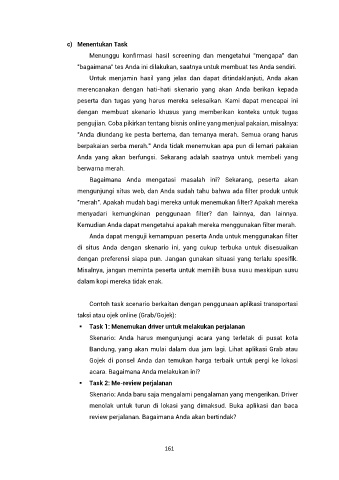 c) Menentukan Task
Menunggu konfirmasi hasil screening dan mengetahui "mengapa" dan
"bagaimana" tes Anda ini dilakukan, saatnya untuk membuat tes Anda sendiri.
Untuk menjamin hasil yang jelas dan dapat ditindaklanjuti, Anda akan
merencanakan dengan hati-hati skenario yang akan Anda berikan kepada
peserta dan tugas yang harus mereka selesaikan. Kami dapat mencapai ini
dengan membuat skenario khusus yang memberikan konteks untuk tugas
pengujian. Coba pikirkan tentang bisnis online yang menjual pakaian, misalnya:
"Anda diundang ke pesta bertema, dan temanya merah. Semua orang harus
berpakaian serba merah." Anda tidak menemukan apa pun di lemari pakaian
Anda yang akan berfungsi. Sekarang adalah saatnya untuk membeli yang
berwarna merah.
Bagaimana Anda mengatasi masalah ini? Sekarang, peserta akan
mengunjungi situs web, dan Anda sudah tahu bahwa ada filter produk untuk
"merah". Apakah mudah bagi mereka untuk menemukan filter? Apakah mereka
menyadari kemungkinan penggunaan filter? dan lainnya, dan lainnya.
Kemudian Anda dapat mengetahui apakah mereka menggunakan filter merah.
Anda dapat menguji kemampuan peserta Anda untuk menggunakan filter
di situs Anda dengan skenario ini, yang cukup terbuka untuk disesuaikan
dengan preferensi siapa pun. Jangan gunakan situasi yang terlalu spesifik.
Misalnya, jangan meminta peserta untuk memilih busa susu meskipun susu
dalam kopi mereka tidak enak.
Contoh task scenario berkaitan dengan penggunaan aplikasi transportasi
taksi atau ojek online (Grab/Gojek):
▪ Task 1: Menemukan driver untuk melakukan perjalanan
Skenario: Anda harus mengunjungi acara yang terletak di pusat kota
Bandung, yang akan mulai dalam dua jam lagi. Lihat aplikasi Grab atau
Gojek di ponsel Anda dan temukan harga terbaik untuk pergi ke lokasi
acara. Bagaimana Anda melakukan ini?
▪ Task 2: Me-review perjalanan
Skenario: Anda baru saja mengalami pengalaman yang mengerikan. Driver
menolak untuk turun di lokasi yang dimaksud. Buka aplikasi dan baca
review perjalanan. Bagaimana Anda akan bertindak?
161